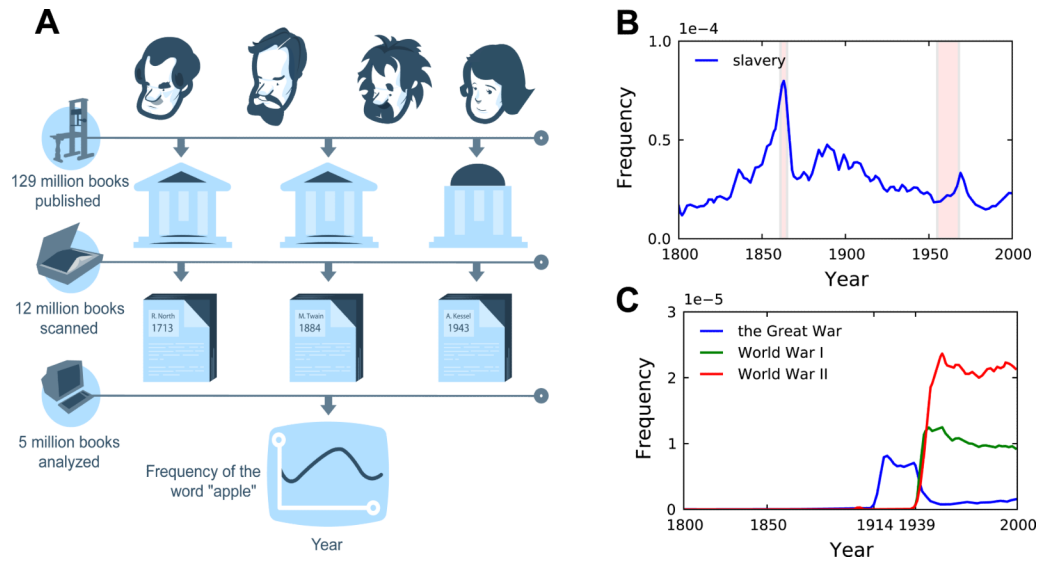 A
129 million books
published
12 million books
scanned
R. North
1713
M. Twain
1884
A. Kessel
1943
5 million books
analyzed
Frequency of the
word "apple"
Year
B
1e-4
1.0
0.5
0.0
Frequency
slavery
1800
1850
1900
1950
2000
Year
C
1e-5
3
2
1
0
Frequency
the Great War
World War I
World War II
1800
1850
1914
1939
2000
Year